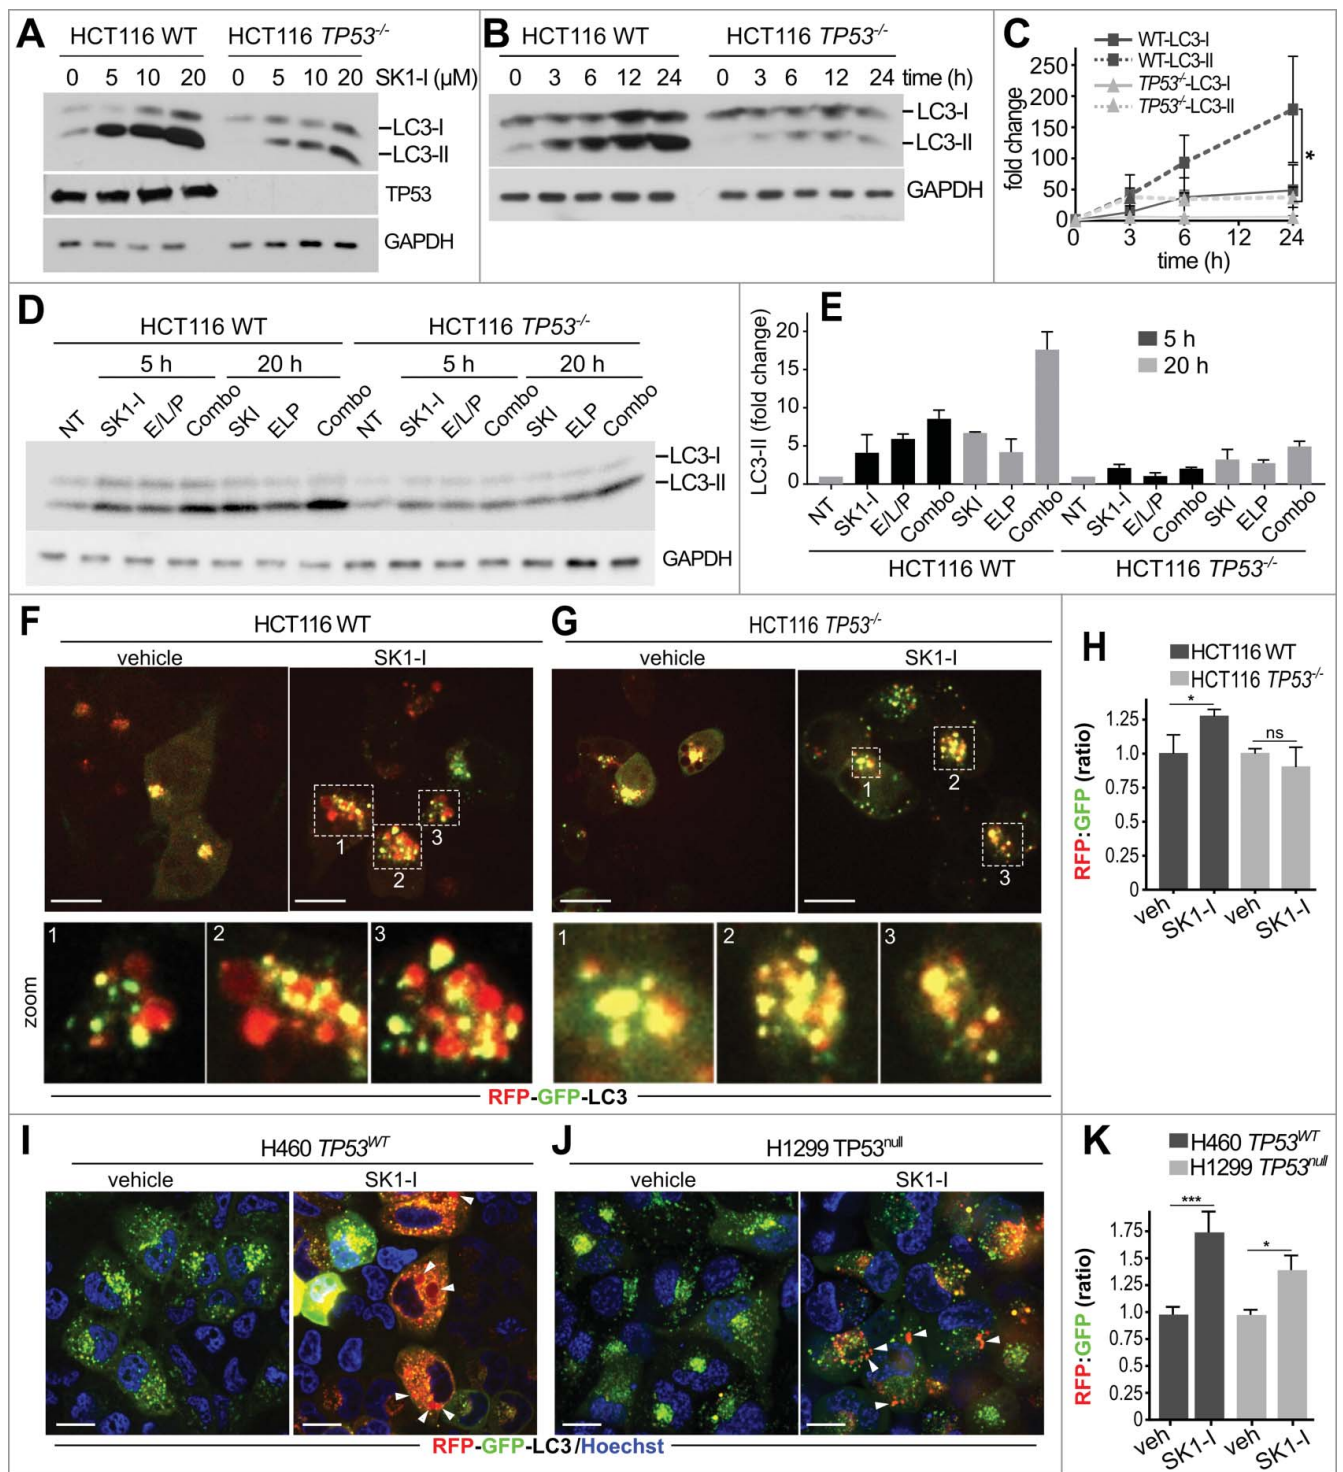 A
HCT116 WT HCT116 TP53-/-
0 5 10 20 0 5 10 20 SK1-I (µM)
LC3-I
LC3-II
TP53
GAPDH
B
HCT116 WT HCT116 TP53-/-
0 3 6 12 24 0 3 6 12 24 time (h)
LC3-I
LC3-II
GAPDH
C
WT-LC3-I
WT-LC3-II
TP53-/--LC3-I
TP53-/--LC3-II
fold change
250
200
150
100
50
0
*
0 3 6 12 24
time (h)
D
HCT116 WT HCT116 TP53-/-
5 h 20 h 5 h 20 h
NT SK1-I E/L/P Combo SKI ELP Combo NT SK1-I E/L/P Combo SKI ELP Combo
LC3-I
LC3-II
GAPDH
E
5 h
20 h
LC3-II (fold change)
20
15
10
5
0
NT SK1-I E/L/P Combo SKI ELP Combo NT SK1-I E/L/P Combo SKI ELP Combo
HCT116 WT HCT116 TP53-/-
F
HCT116 WT
vehicle SK1-I
1
2
3
zoom
1 2 3
G
HCT116 TP53-/-
vehicle SK1-I
1
2
3
1 2 3
RFP-GFP-LC3
H
HCT116 WT
HCT116 TP53-/-
RFP:GFP (ratio)
1.25
1.0
0.75
0.5
0.25
0
* ns
veh SK1-I veh SK1-I
I
H460 TP53WT
vehicle SK1-I
J
H1299 TP53null
vehicle SK1-I
RFP-GFP-LC3/Hoechst
K
H460 TP53WT
H1299 TP53null
RFP:GFP (ratio)
1.75
1.5
1.25
1.0
0.75
0.5
0.25
0
*** *
veh SK1-I veh SK1-I